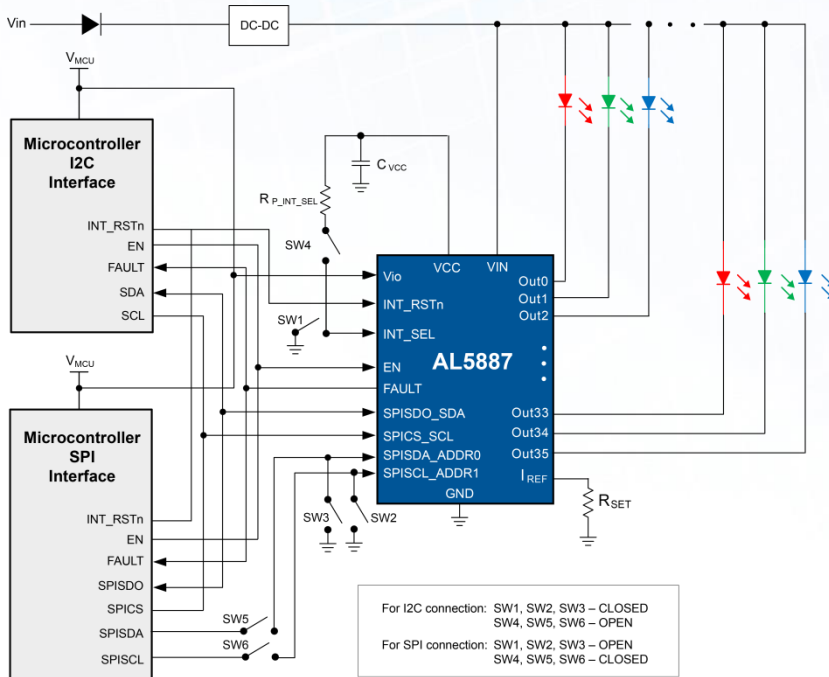 Vin
DC-DC
VMCU
Microcontroller
I2C
Interface
INT_RSTn
EN
FAULT
SDA
SCL
VMCU
Microcontroller
SPI
Interface
INT_RSTn
EN
FAULT
SPISDO
SPICS
SPISDA
SPISCL
C VCC
R P_INT_SEL
SW4
SW1
VCC
VIN
Vio
INT_RSTn
INT_SEL
EN
FAULT
SPISDO_SDA
SPICS_SCL
SPISDA_ADDR0
SPISCL_ADDR1
GND
AL5887
Out0
Out1
Out2
Out33
Out34
Out35
IREF
RSET
SW3
SW2
SW5
SW6
For I2C connection: SW1, SW2, SW3 – CLOSED
SW4, SW5, SW6 – OPEN
For SPI connection: SW1, SW2, SW3 – OPEN
SW4, SW5, SW6 – CLOSED